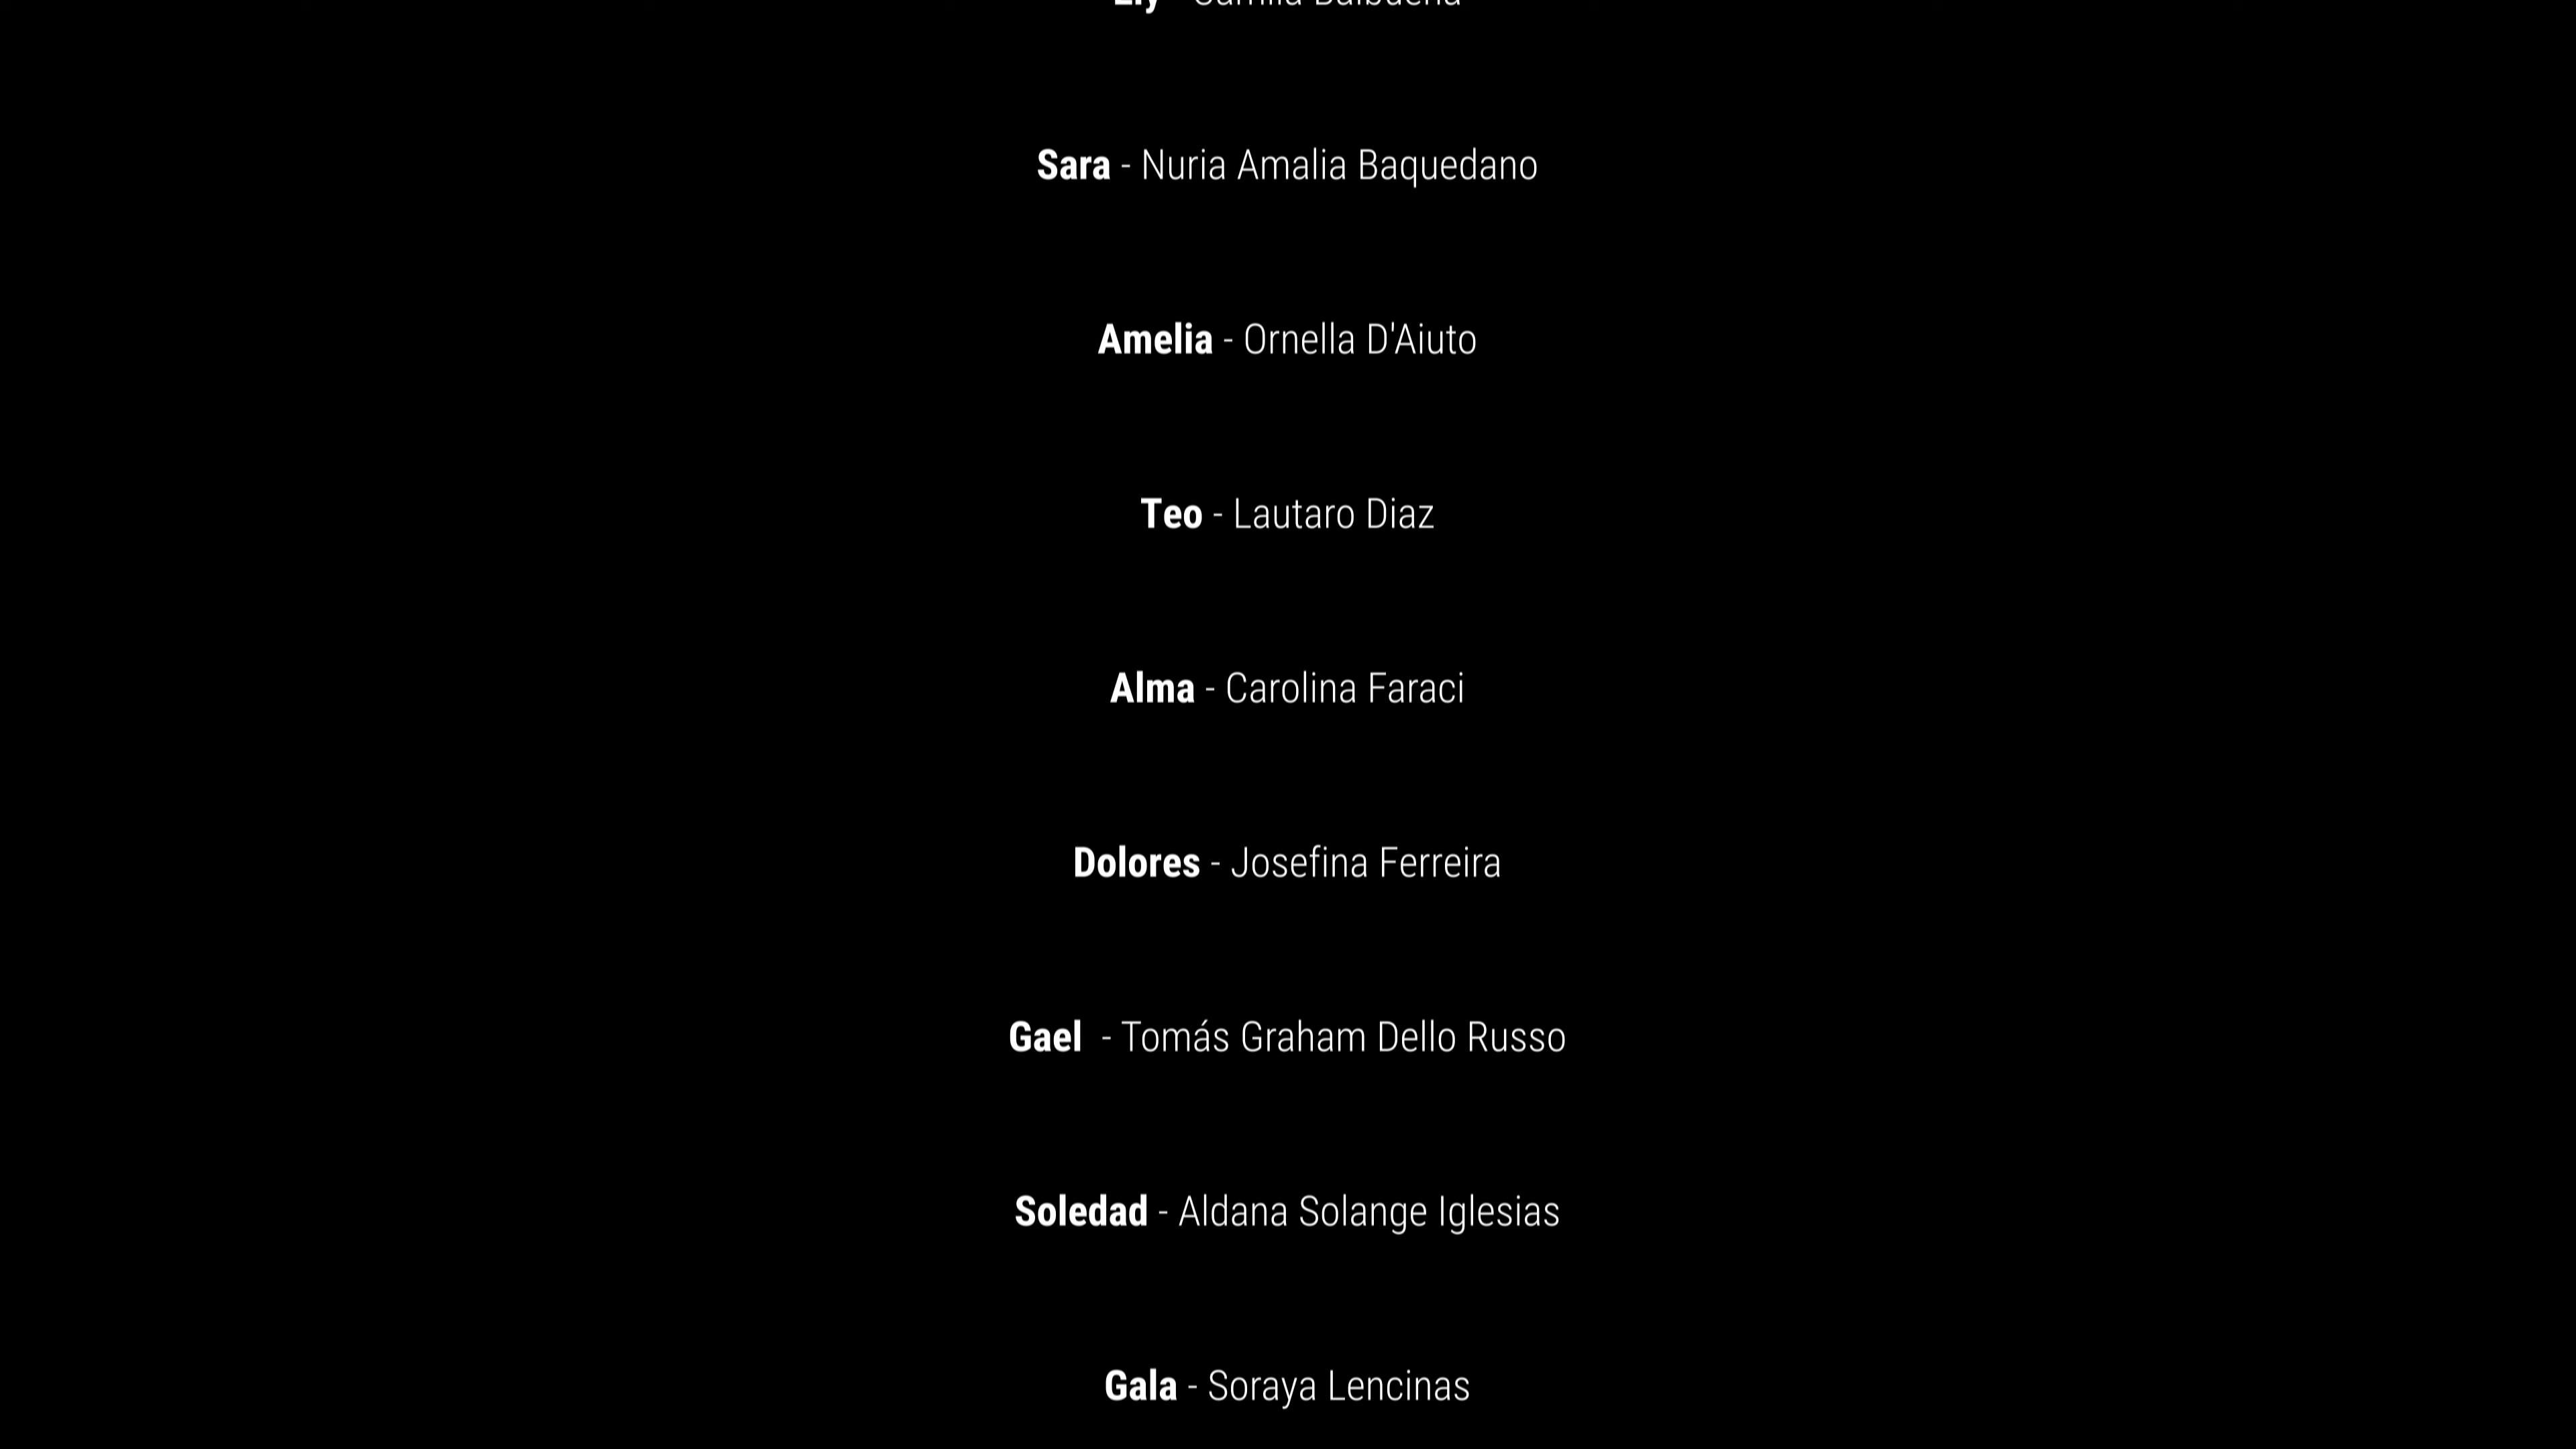 Sara - Nuria Amalia Baquedano
Amelia - Ornella D'Aiuto
Teo - Lautaro Diaz
Alma - Carolina Faraci
Dolores - Josefina Ferreira
Gael - Tomás Graham Dello Russo
Soledad - Aldana Solange Iglesias
Gala - Soraya Lencinas